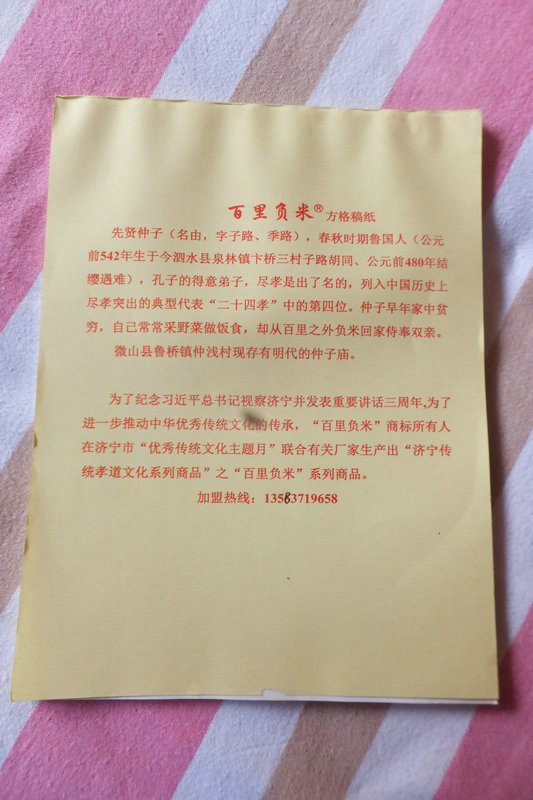 百里负米® 方格稿纸
先贤仲子（名由，字子路、季路），春秋时期鲁国人（公元
前542年生于今泗水县泉林镇卞桥三村子路胡同、公元前480年结
缨遇难），孔子的得意弟子，尽孝是出了名的，列入中国历史上
尽孝突出的典型代表“二十四孝”中的第四位。仲子早年家中贫
穷，自己常常采野菜做饭食，却从百里之外负米回家侍奉双亲。
微山县鲁桥镇仲浅村现存有明代的仲子庙。
为了纪念习近平总书记视察济宁并发表重要讲话三周年,为了
进一步推动中华优秀传统文化的传承，“百里负米”商标所有人
在济宁市“优秀传统文化主题月”联合有关厂家生产出“济宁传
统孝道文化系列商品”之“百里负米”系列商品。
加盟热线：13583719658